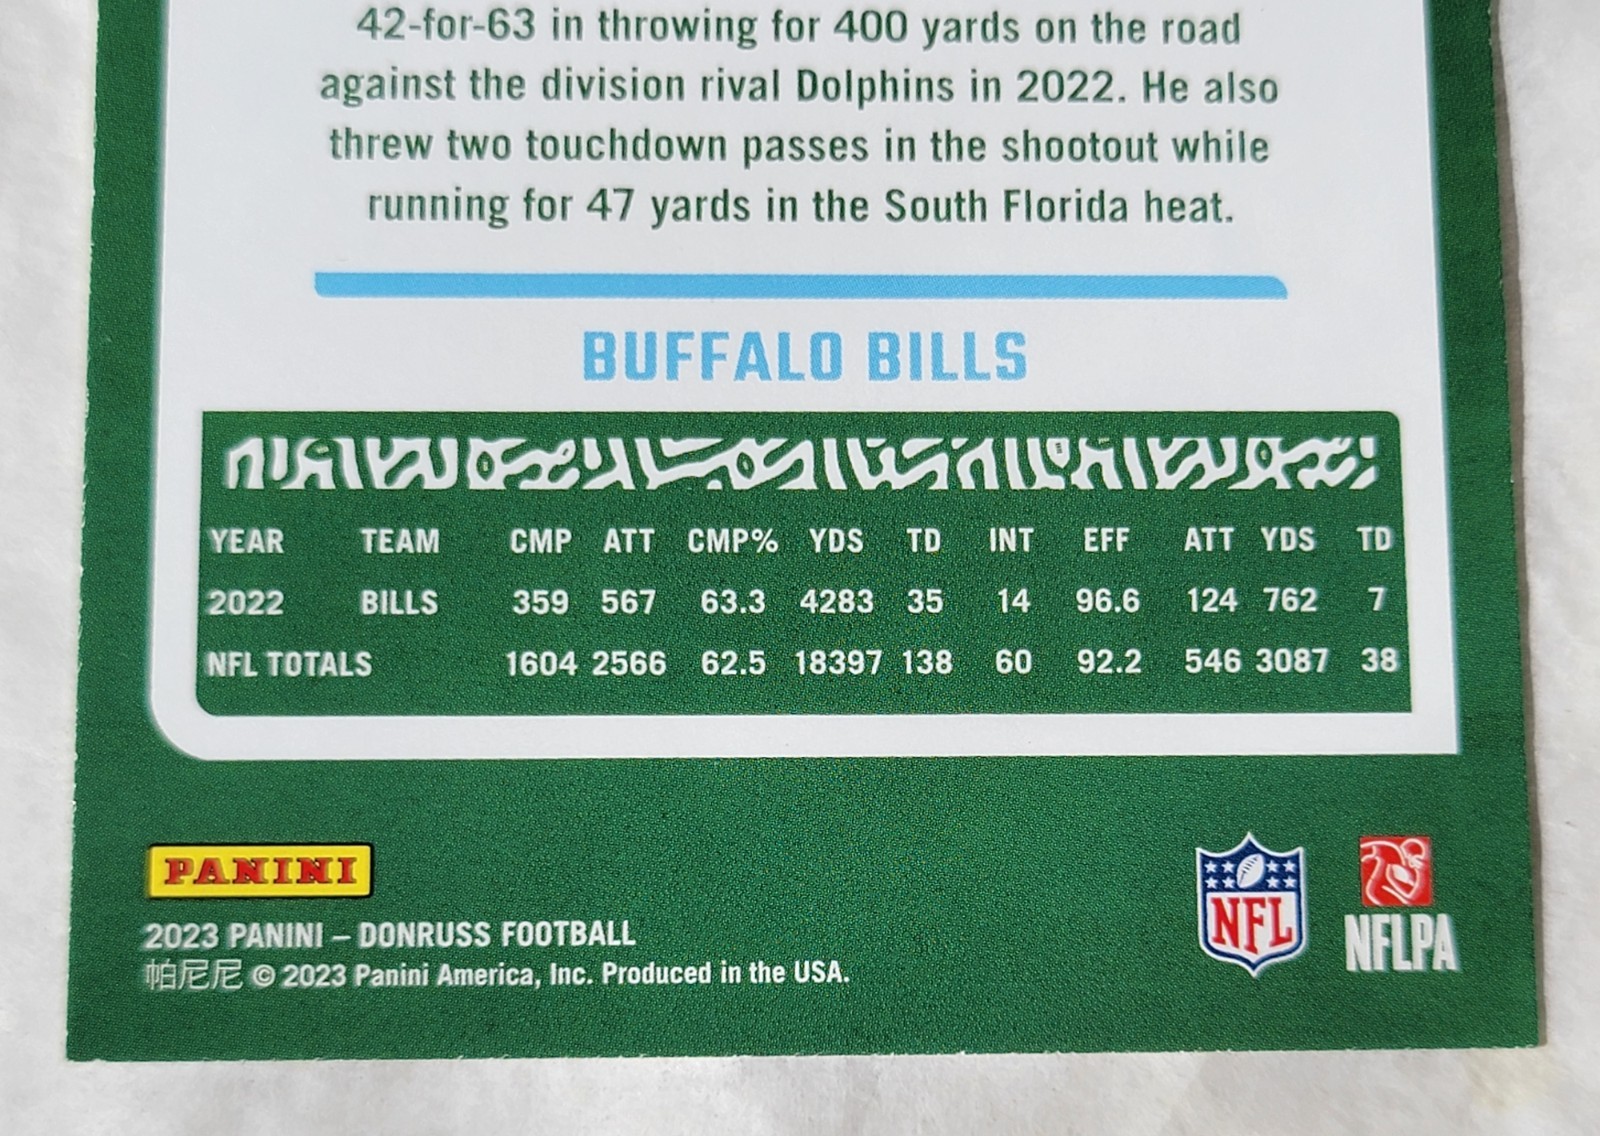 42-for-63 in throwing for 400 yards on the road
against the division rival Dolphins in 2022. He also
threw two touchdown passes in the shootout while
running for 47 yards in the South Florida heat.
BUFFALO BILLS
YEAR TEAM CMP ATT CMP% YDS TD INT EFF ATT YDS TD
2022 BILLS 359 567 63.3 4283 35 14 96.6 124 762 7
NFL TOTALS 1604 2566 62.5 18397 138 60 92.2 546 3087 38
PANINI
2023 PANINI – DONRUSS FOOTBALL
帕尼尼 © 2023 Panini America, Inc. Produced in the USA.
NFL
NFLPA